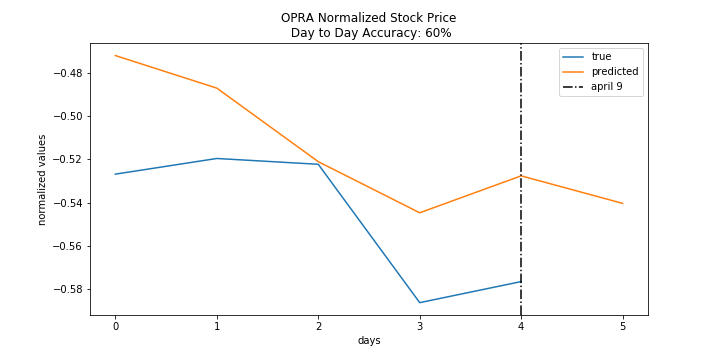 OPRA Normalized Stock Price
Day to Day Accuracy: 60%
true
predicted
april 9
normalized values
−0.48
−0.50
−0.52
−0.54
−0.56
−0.58
0 1 2 3 4 5
days